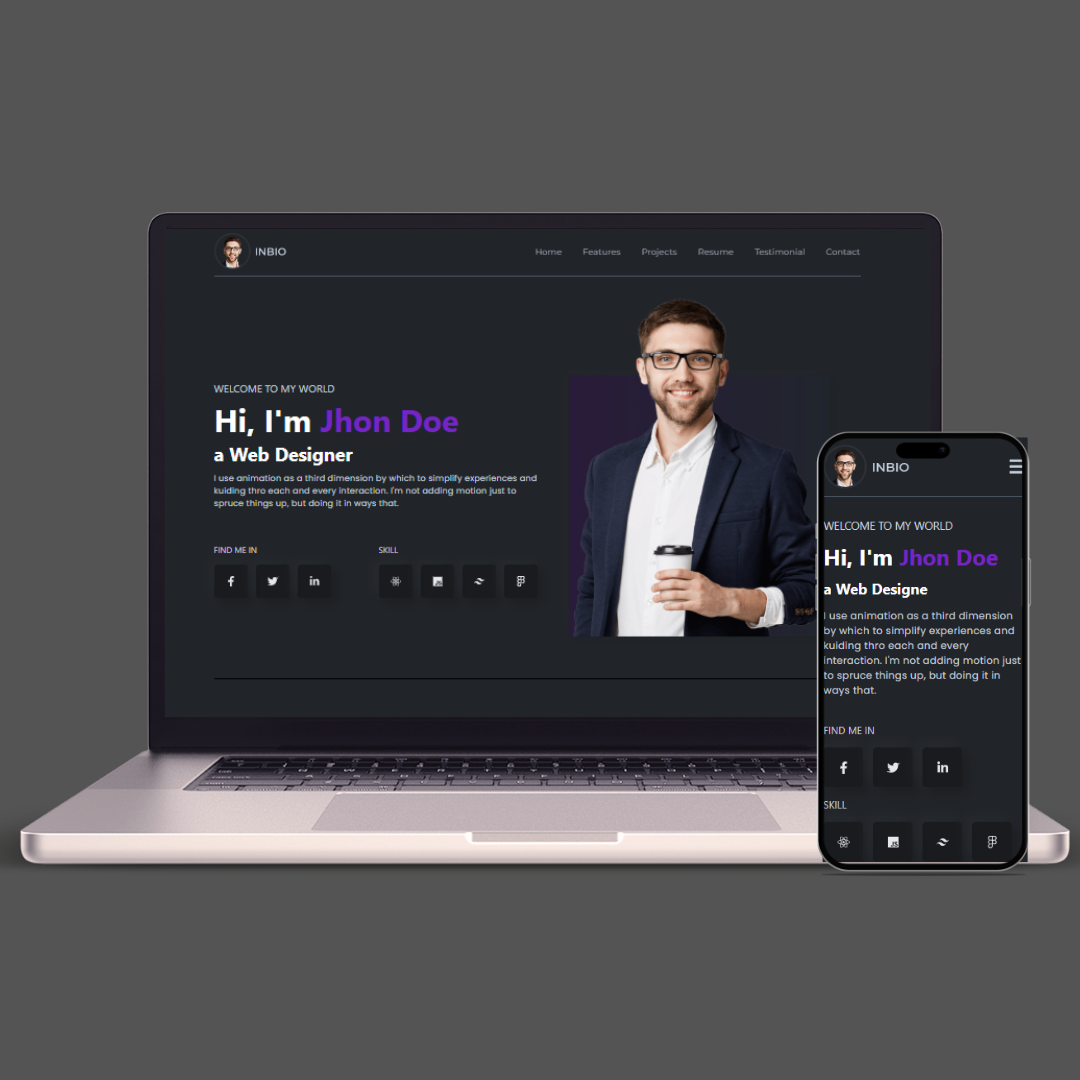 INBIO
Home Features Projects Resume Testimonial Contact
WELCOME TO MY WORLD
Hi, I'm Jhon Doe
a Web Designer
I use animation as a third dimension by which to simplify experiences and
kuiding thro each and every interaction. I'm not adding motion just to
spruce things up, but doing it in ways that.
FIND ME IN
SKILL
JS
INBIO
WELCOME TO MY WORLD
Hi, I'm Jhon Doe
a Web Designe
I use animation as a third dimension
by which to simplify experiences and
kuiding thro each and every
interaction. I'm not adding motion just
to spruce things up, but doing it in
ways that.
FIND ME IN
SKILL
JS